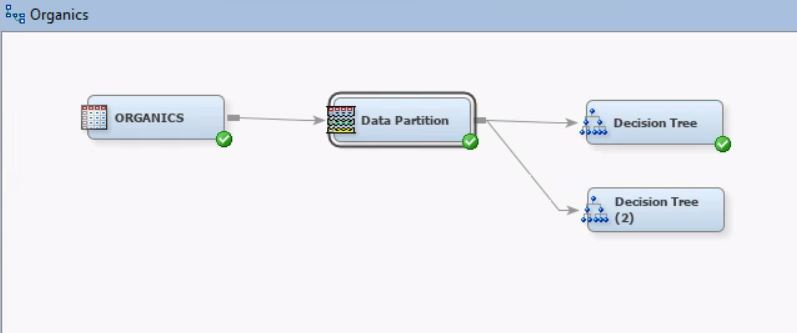 Organics
ORGANICS
Data Partition
Decision Tree
Decision Tree
(2)